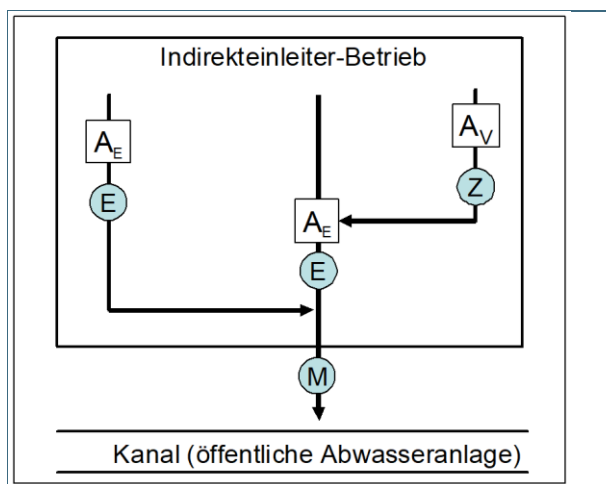 Indirekteinleiter-Betrieb
A_E
A_V
E
Z
A_E
E
M
Kanal (öffentliche Abwasseranlage)